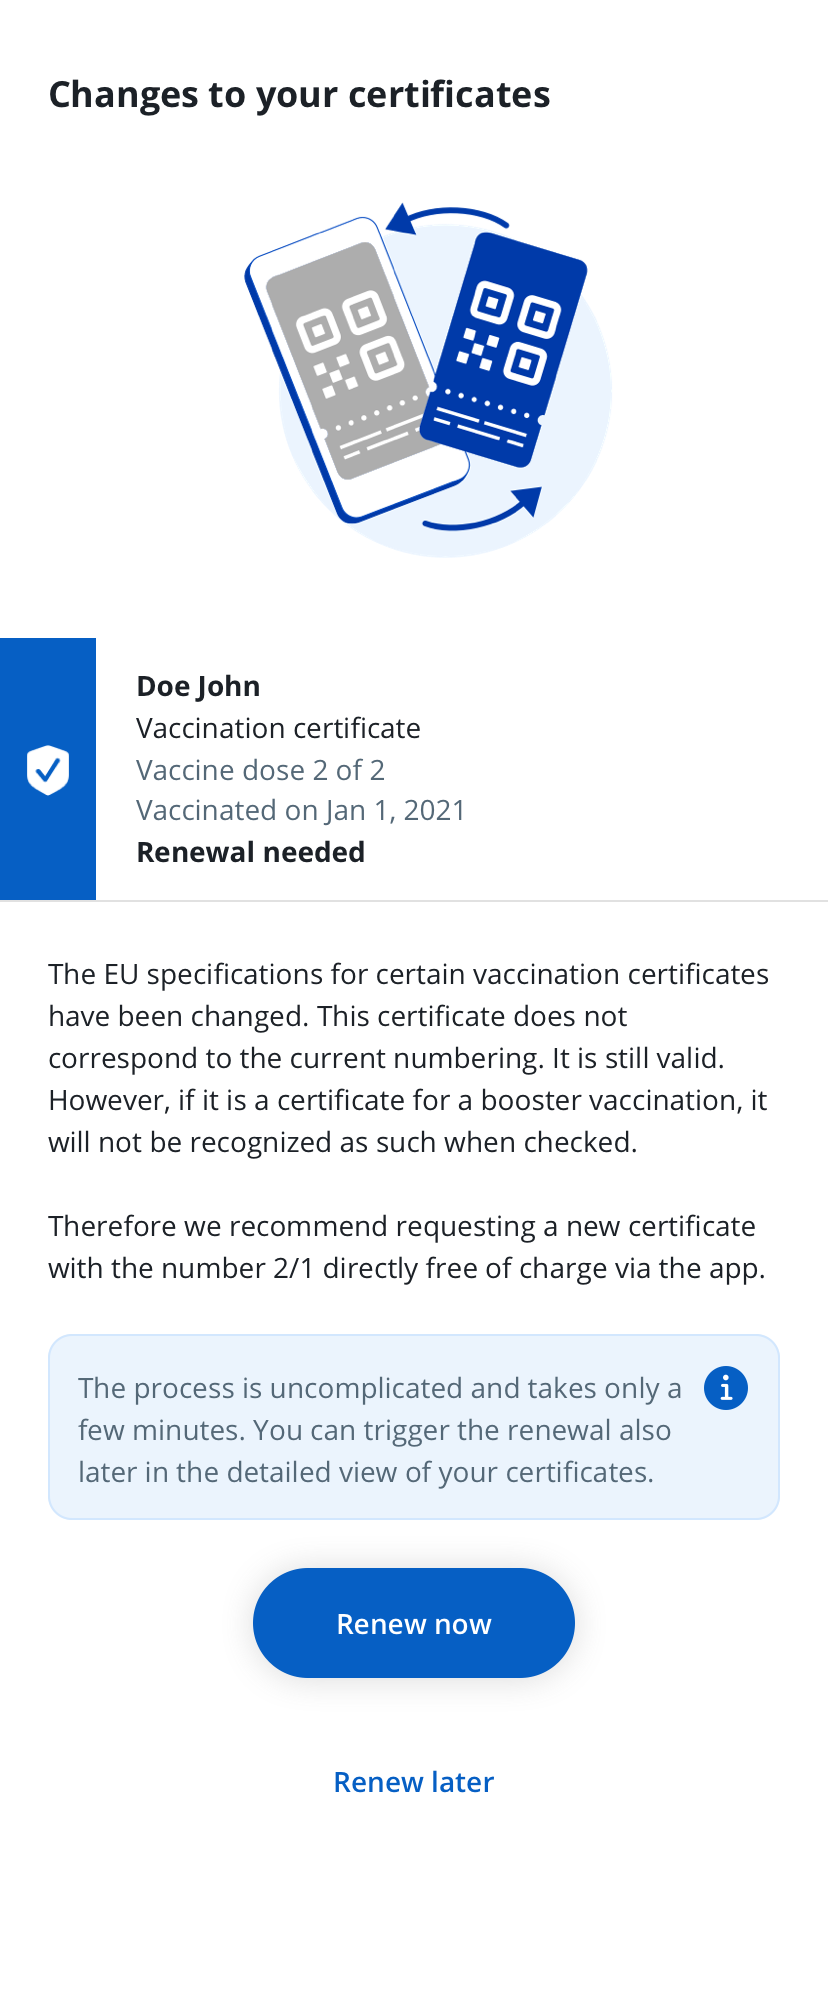 Changes to your certificates
Doe John
Vaccination certificate
Vaccine dose 2 of 2
Vaccinated on Jan 1, 2021
Renewal needed
The EU specifications for certain vaccination certificates
have been changed. This certificate does not
correspond to the current numbering. It is still valid.
However, if it is a certificate for a booster vaccination, it
will not be recognized as such when checked.
Therefore we recommend requesting a new certificate
with the number 2/1 directly free of charge via the app.
The process is uncomplicated and takes only a
few minutes. You can trigger the renewal also
later in the detailed view of your certificates.
Renew now
Renew later